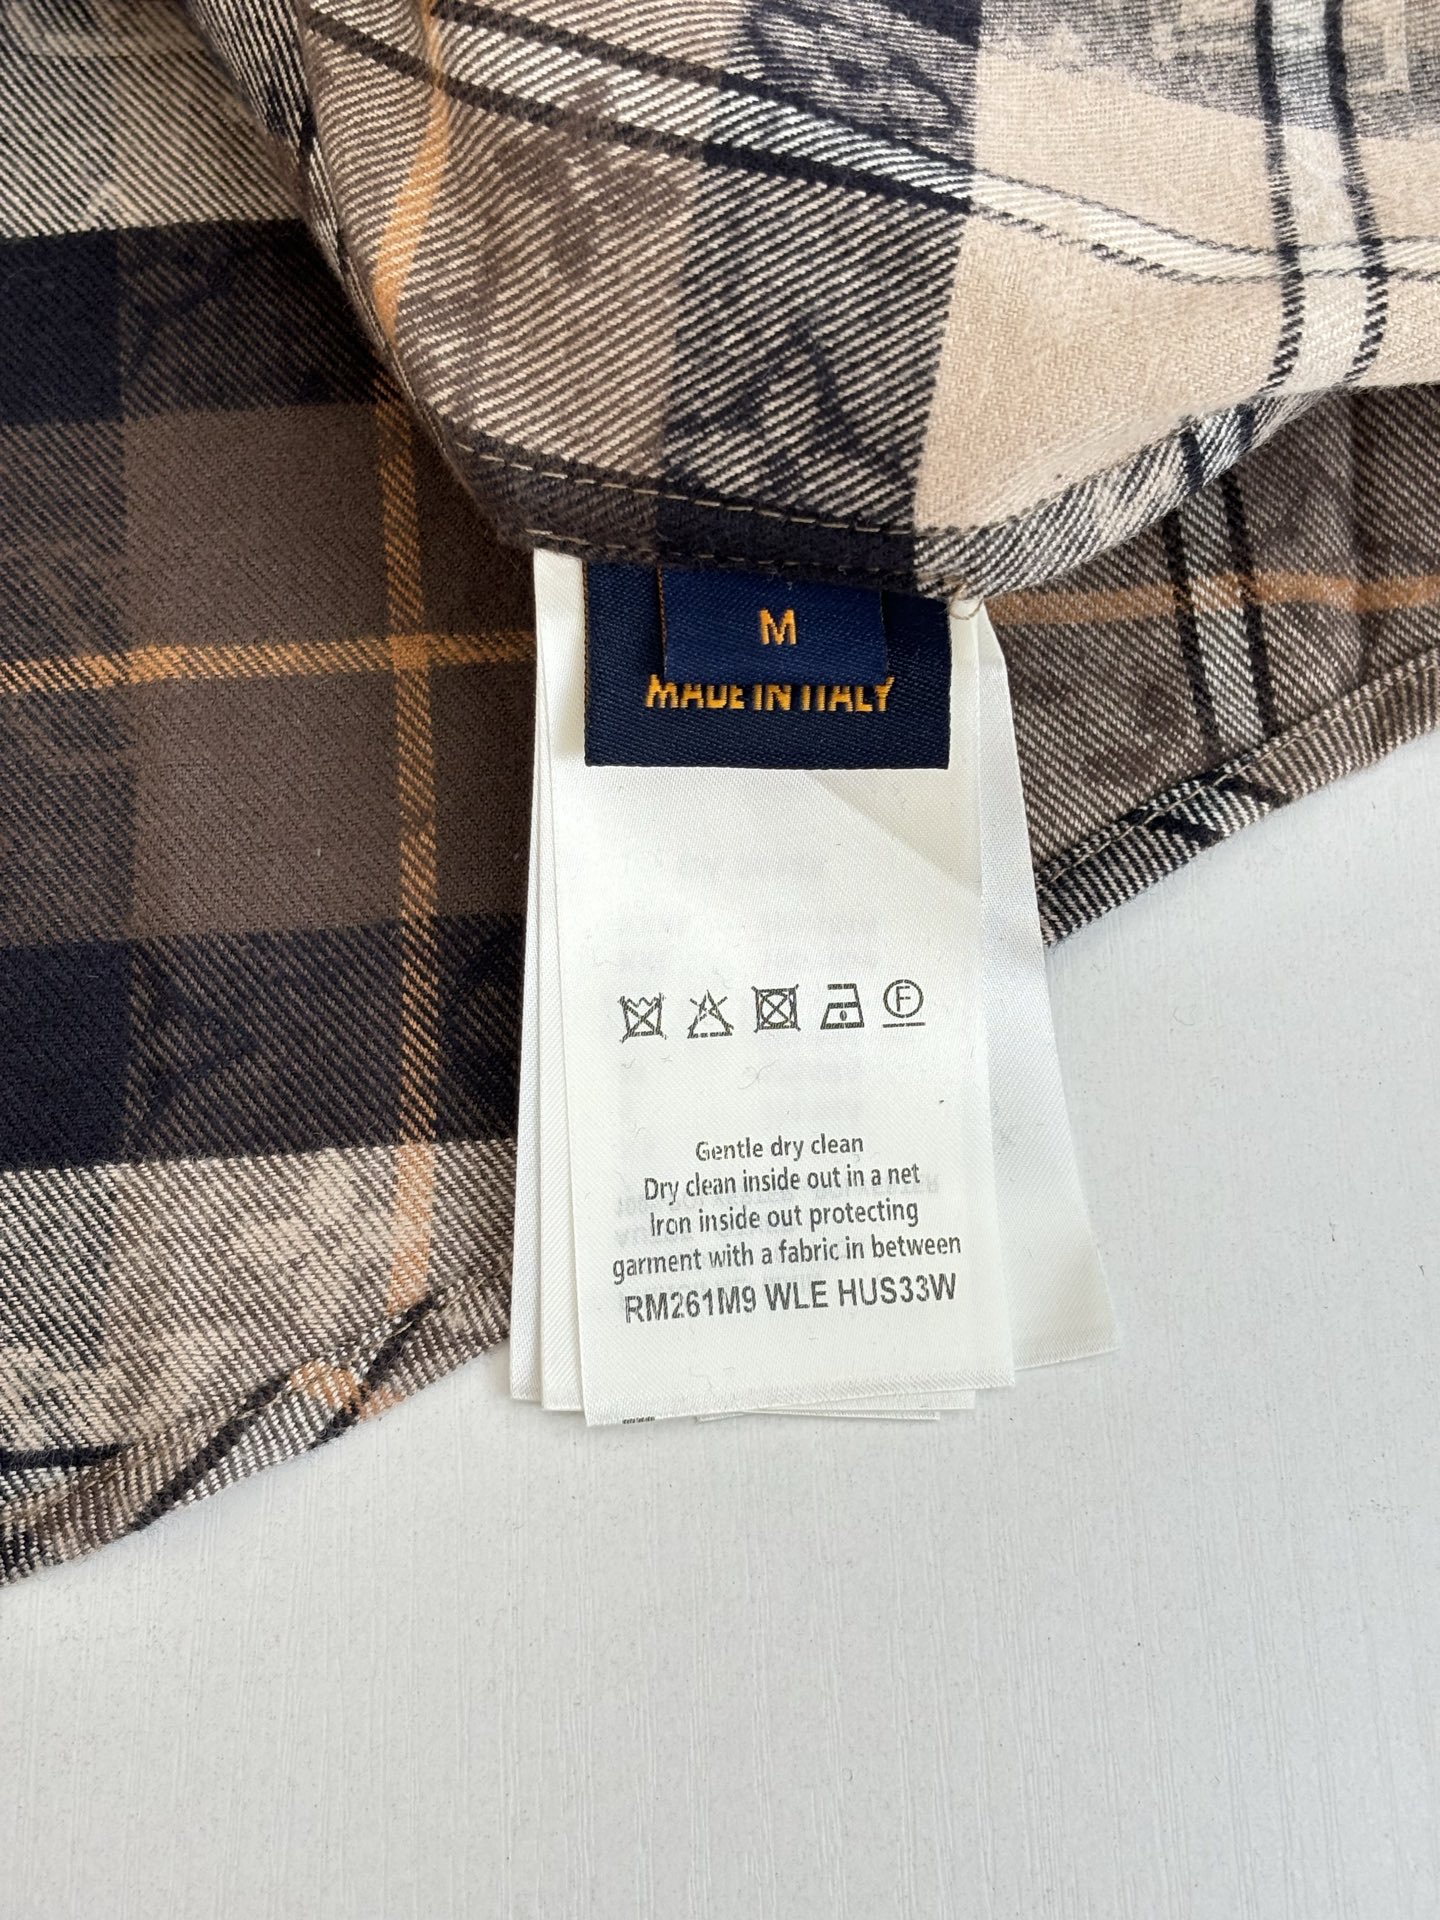 M
MADE IN ITALY
F
Gentle dry clean
Dry clean inside out in a net
Iron inside out protecting
garment with a fabric in between
RM261M9 WLE HUS33W